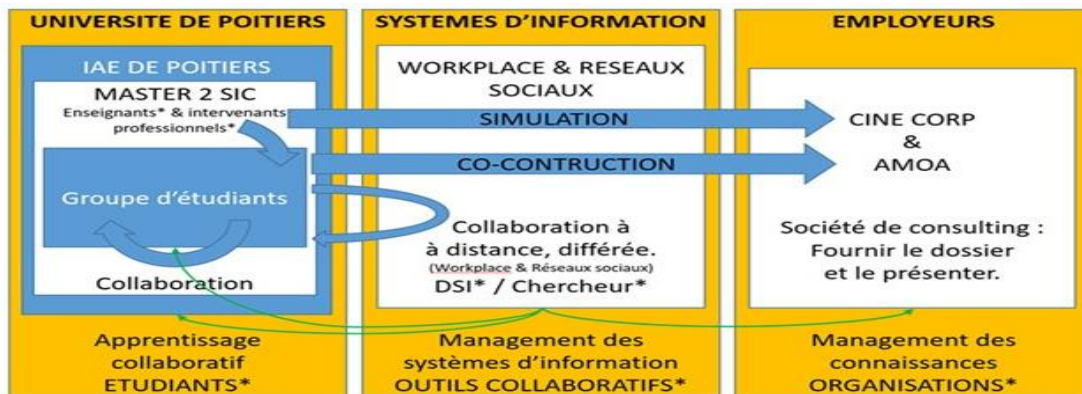 UNIVERSITE DE POITIERS
IAE DE POITIERS
MASTER 2 SIC
Enseignants* & intervenants
professionnels*
Groupe d'étudiants
Collaboration
Apprentissage
collaboratif
ETUDIANTS*
SYSTEMES D'INFORMATION
WORKPLACE & RESEAUX
SOCIAUX
SIMULATION
CO-CONTRUCTION
Collaboration à
à distance, différée.
(Workplace & Réseaux sociaux)
DSI* / Chercheur*
Management des
systèmes d'information
OUTILS COLLABORATIFS*
EMPLOYEURS
CINE CORP
&
AMOA
Société de consulting :
Fournir le dossier
et le présenter.
Management des
connaissances
ORGANISATIONS*